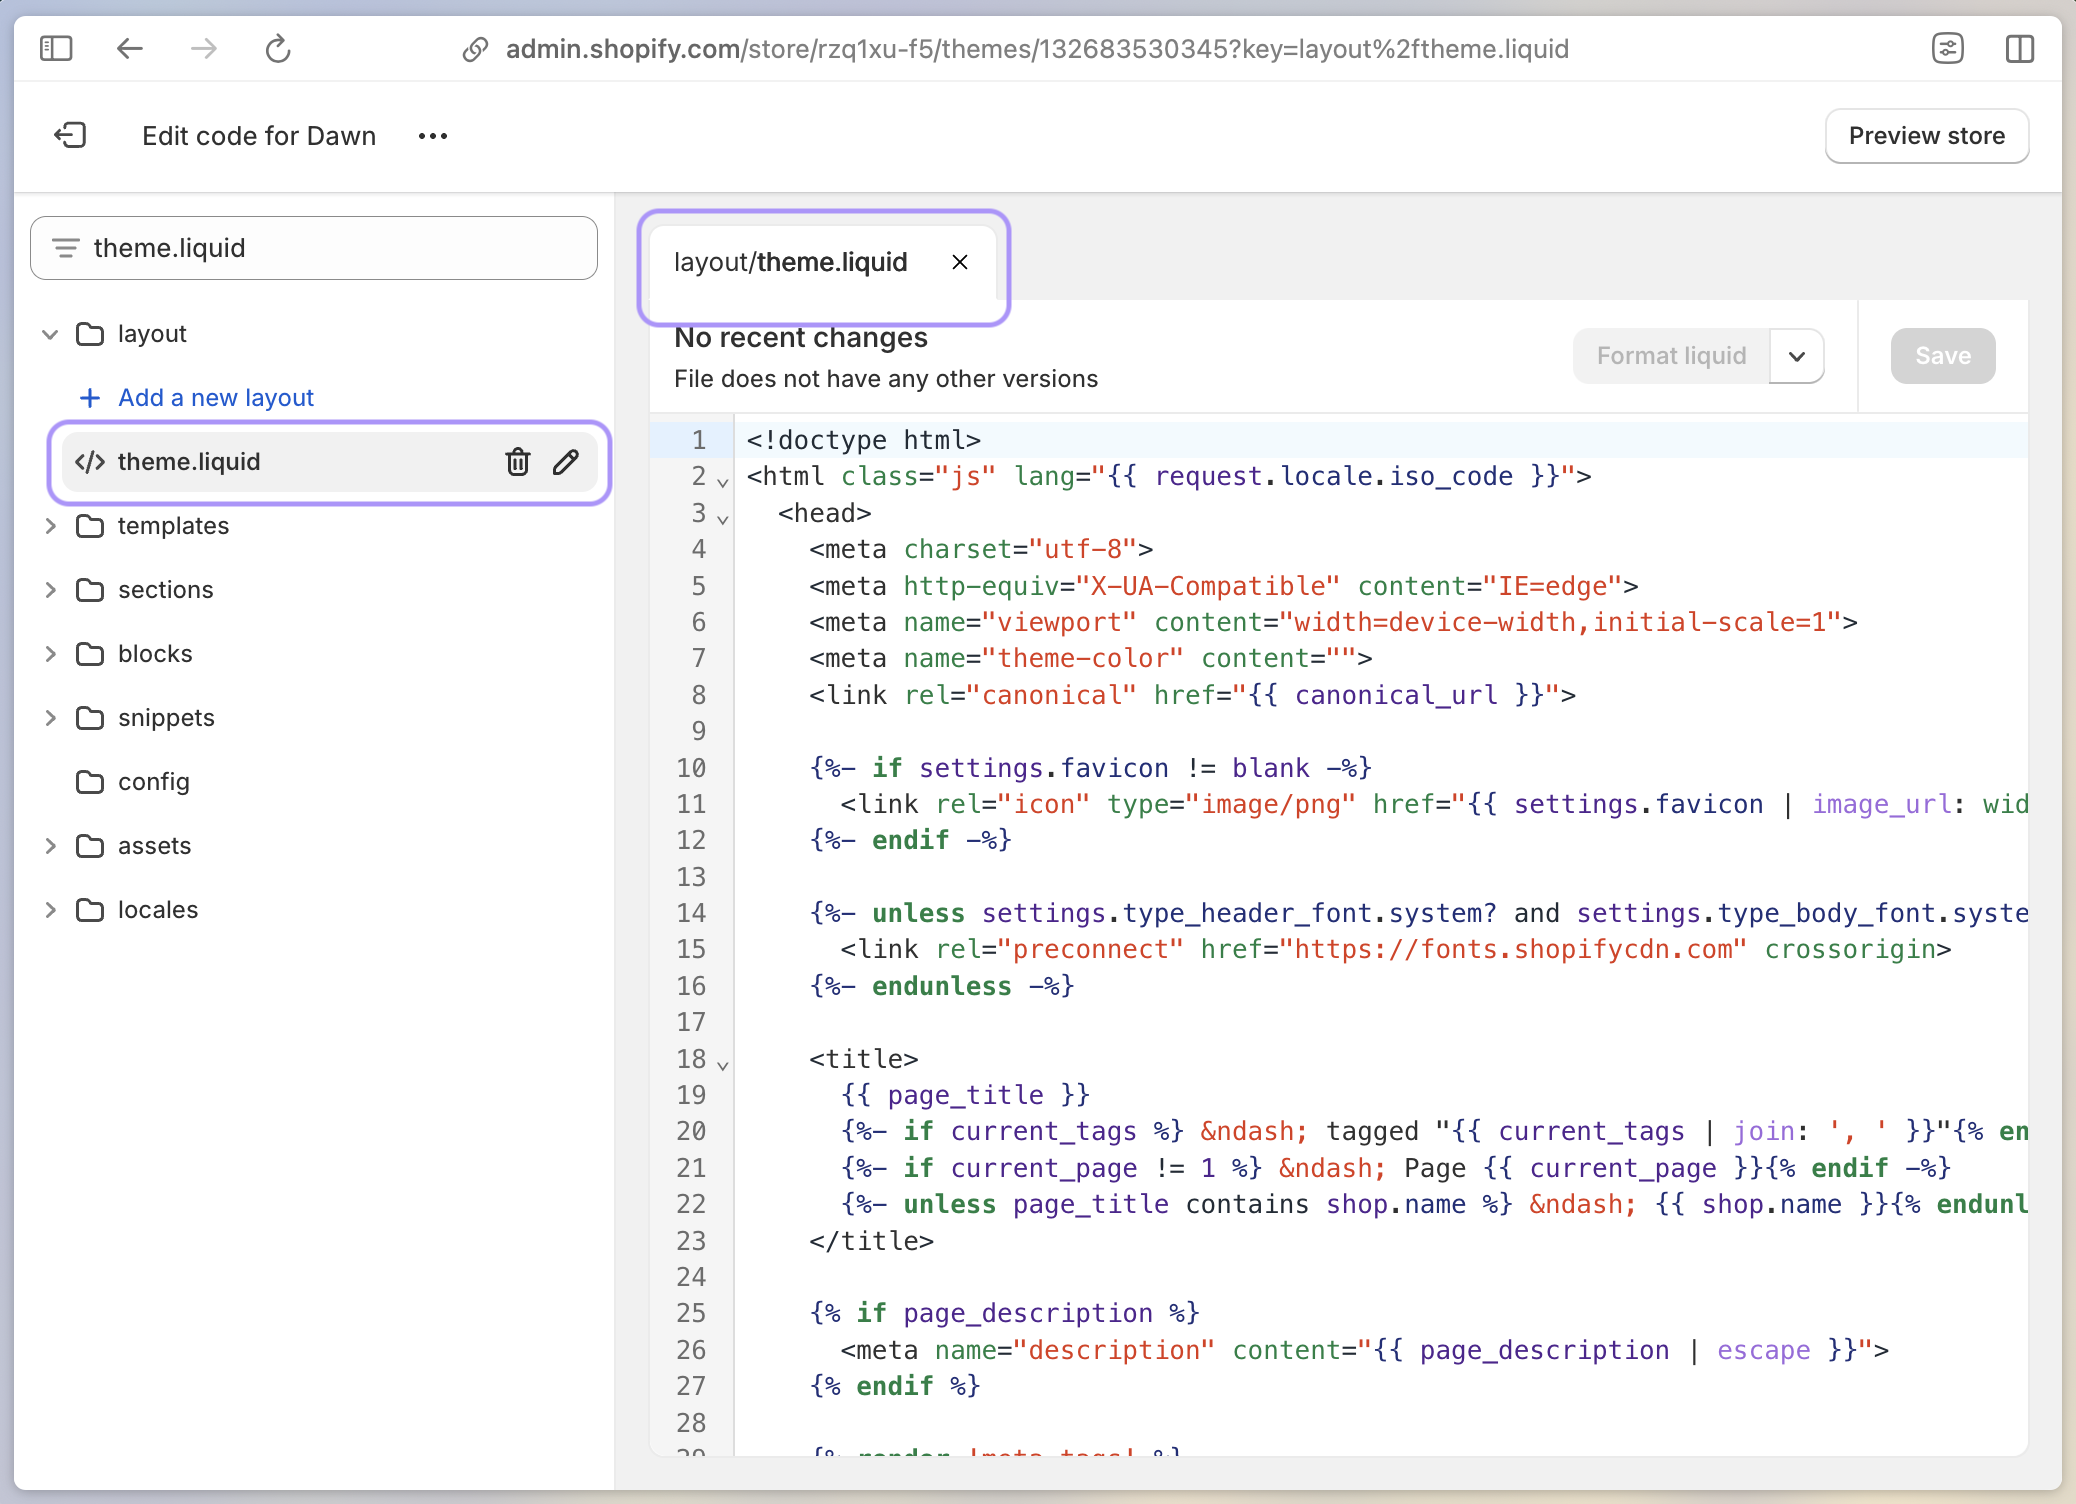 admin.shopify.com/store/rzq1xu-f5/themes/132683530345?key=layout%2ftheme.liquid
Edit code for Dawn
Preview store
theme.liquid
layout
Add a new layout
theme.liquid
templates
sections
blocks
snippets
config
assets
locales
layout/theme.liquid
No recent changes
File does not have any other versions
Format liquid
Save
1 <!doctype html>
2 <html class="js" lang="{{ request.locale.iso_code }}">
3 <head>
4 <meta charset="utf-8">
5 <meta http-equiv="X-UA-Compatible" content="IE=edge">
6 <meta name="viewport" content="width=device-width,initial-scale=1">
7 <meta name="theme-color" content="">
8 <link rel="canonical" href="{{ canonical_url }}">
9
10 {%- if settings.favicon != blank -%}
11 <link rel="icon" type="image/png" href="{{ settings.favicon | image_url: wid
12 {%- endif -%}
13
14 {%- unless settings.type_header_font.system? and settings.type_body_font.syste
15 <link rel="preconnect" href="https://fonts.shopifycdn.com" crossorigin>
16 {%- endunless -%}
17
18 <title>
19 {{ page_title }}
20 {%- if current_tags %} &ndash; tagged "{{ current_tags | join: ', ' }}"{% en
21 {%- if current_page != 1 %} &ndash; Page {{ current_page }}{% endif -%}
22 {%- unless page_title contains shop.name %} &ndash; {{ shop.name }}{% endunl
23 </title>
24
25 {% if page_description %}
26 <meta name="description" content="{{ page_description | escape }}">
27 {% endif %}
28
29 {% render 'meta-tags' %}